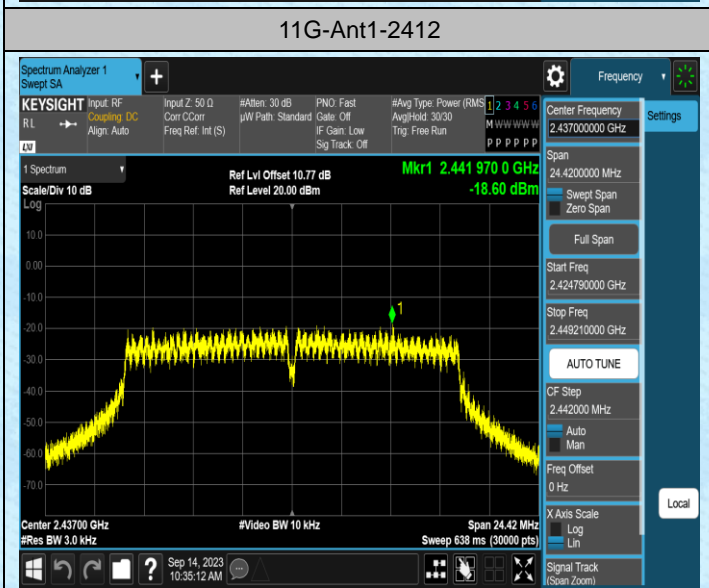 11G-Ant1-2412
Spectrum Analyzer 1
Swept SA
Frequency
KEYSIGHT
RL
Input: RF
Coupling: DC
Align: Auto
Input Z: 50 Ω
Corr CCorr
Freq Ref: Int (S)
#Atten: 30 dB
µW Path: Standard
PNO: Fast
Gate: Off
IF Gain: Low
Sig Track: Off
#Avg Type: Power (RMS
Avg|Hold: 30/30
Trig: Free Run
1 2 3 4 5 6
M W W W W W
P P P P P P
1 Spectrum
Scale/Div 10 dB
Log
Ref Lvl Offset 10.77 dB
Ref Level 20.00 dBm
Mkr1 2.441 970 0 GHz
-18.60 dBm
10.0
0.00
-10.0
-20.0
-30.0
-40.0
-50.0
-60.0
-70.0
1
Center 2.43700 GHz
#Res BW 3.0 kHz
#Video BW 10 kHz
Span 24.42 MHz
Sweep 638 ms (30000 pts)
Sep 14, 2023
10:35:12 AM
Center Frequency
2.437000000 GHz
Span
24.4200000 MHz
Swept Span
Zero Span
Full Span
Start Freq
2.424790000 GHz
Stop Freq
2.449210000 GHz
AUTO TUNE
CF Step
2.442000 MHz
Auto
Man
Freq Offset
0 Hz
X Axis Scale
Log
Lin
Signal Track
(Span Zoom)
Settings
Local